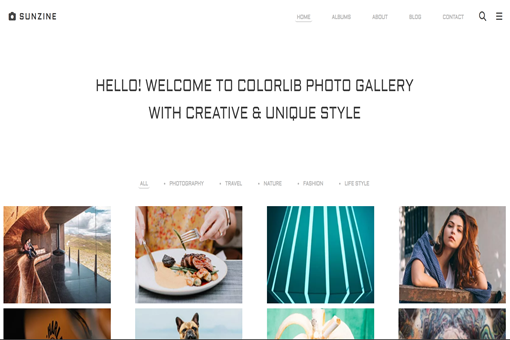 SUNZINE
HOME ALBUMS ABOUT BLOG CONTACT
HELLO! WELCOME TO COLORLIB PHOTO GALLERY
WITH CREATIVE & UNIQUE STYLE
ALL • PHOTOGRAPHY • TRAVEL • NATURE • FASHION • LIFE STYLE